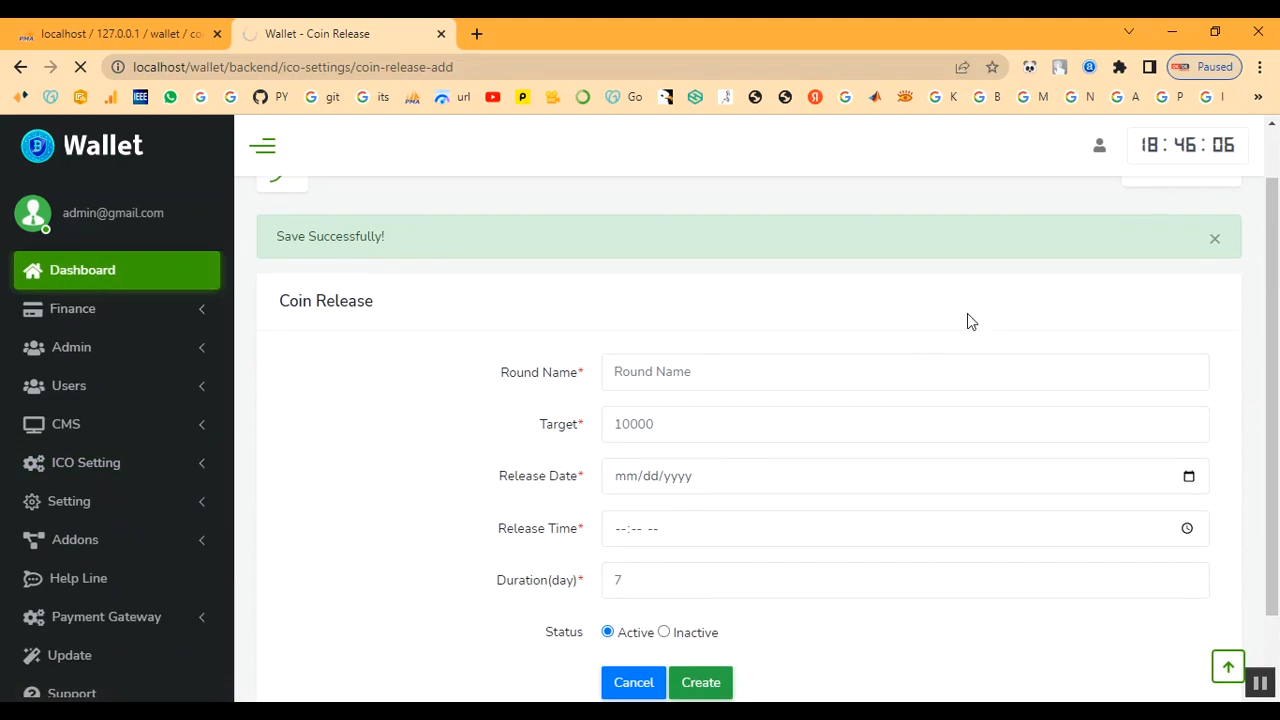 localhost / 127.0.0.1 / wallet / co
Wallet - Coin Release
localhost/wallet/backend/ico-settings/coin-release-add
Paused
PY
git
its
url
Go
K
B
M
N
A
P
I
Wallet
18:46:06
admin@gmail.com
Dashboard
Finance
Admin
Users
CMS
ICO Setting
Setting
Addons
Help Line
Payment Gateway
Update
Support
Save Successfully!
Coin Release
Round Name*
Round Name
Target*
10000
Release Date*
mm/dd/yyyy
Release Time*
--:-- --
Duration(day)*
7
Status
Active
Inactive
Cancel
Create